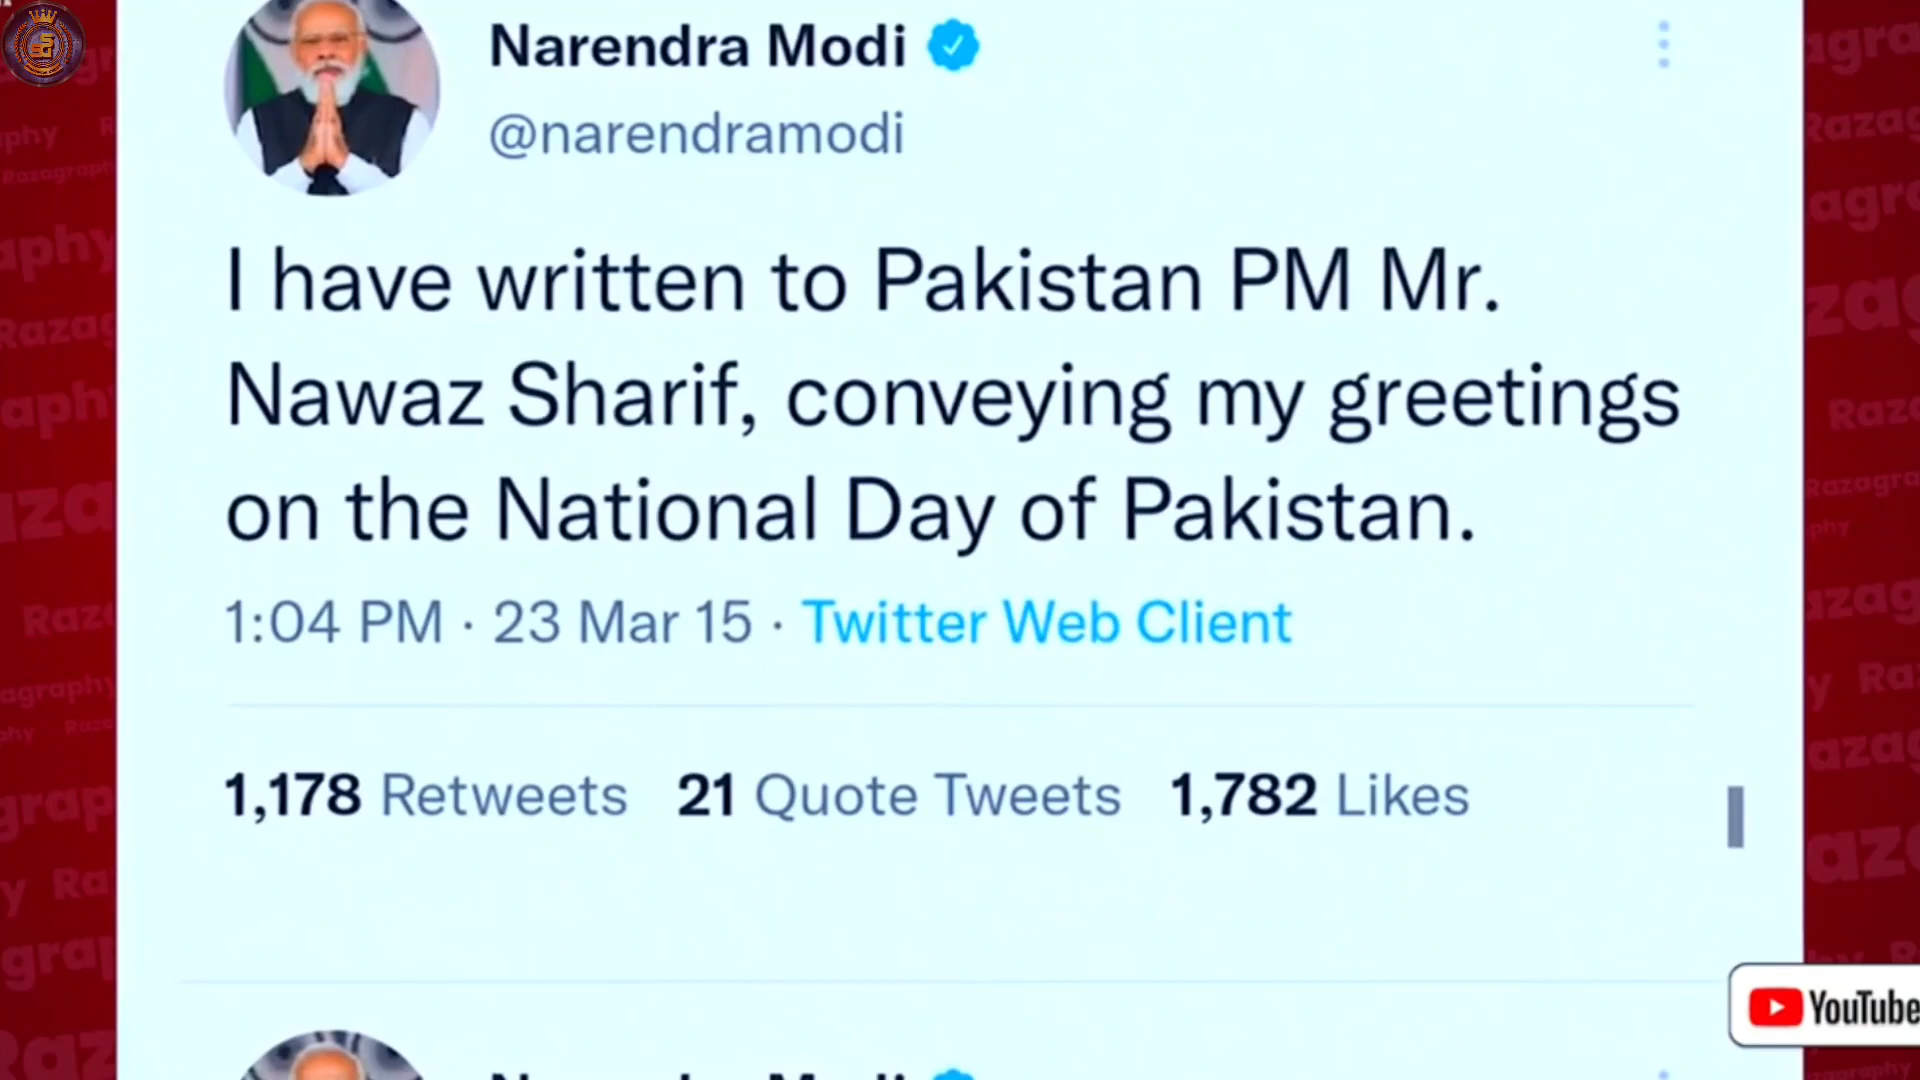 Narendra Modi
@narendramodi
I have written to Pakistan PM Mr.
Nawaz Sharif, conveying my greetings
on the National Day of Pakistan.
1:04 PM · 23 Mar 15 · Twitter Web Client
1,178 Retweets 21 Quote Tweets 1,782 Likes
YouTube